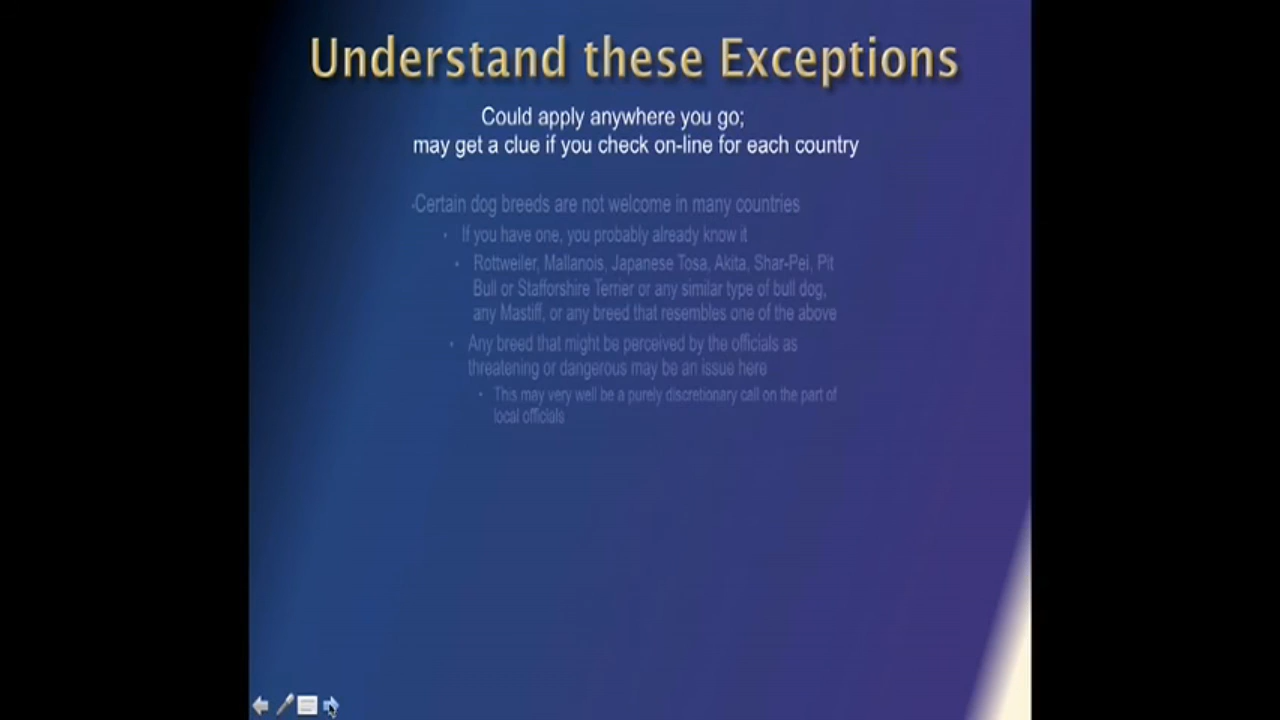 Understand these Exceptions
Could apply anywhere you go;
may get a clue if you check on-line for each country
-Certain dog breeds are not welcome in many countries
• If you have one, you probably already know it
• Rottweiler, Mallanois, Japanese Tosa, Akita, Shar-Pei, Pit
Bull or Stafforshire Terrier or any similar type of bull dog,
any Mastiff, or any breed that resembles one of the above
• Any breed that might be perceived by the officials as
threatening or dangerous may be an issue here
• This may very well be a purely discretionary call on the part of
local officials